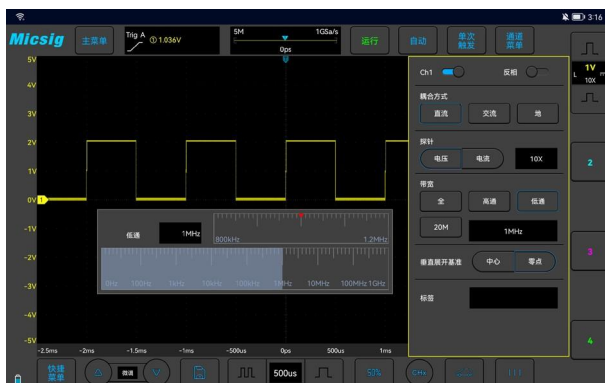 3:16
Micsig
主菜单
Trig A ① 1.036V
5M 1GSa/s
0ps
运行
自动
单次
触发
通道
菜单
5V
4V
3V
2V
1V
0V
-1V
-2V
-3V
-4V
-5V
1
-2.5ms -2ms -1.5ms -1ms -500us 0ps 500us 1ms
低通 1MHz
800kHz 1.2MHz
0Hz 100Hz 1kHz 10kHz 100kHz 1MHz 10MHz 100MHz 1GHz
Ch1 反相
耦合方式
直流 交流 地
探针
电压 电流 10X
带宽
全 高通 低通
20M 1MHz
垂直展开基准 中心 零点
标签
L 1V
10X
2
3
4
快捷
菜单
微调
500us
50%
CHx